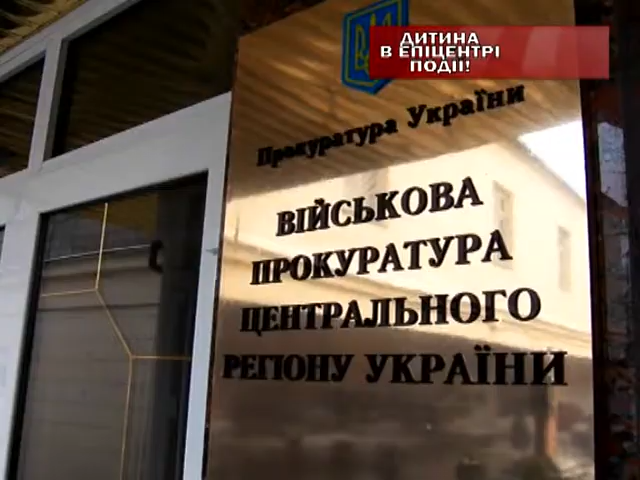 ДИТИНА
В ЕПІЦЕНТРІ
ПОДІЇ!
Прокуратура України
ВІЙСЬКОВА
ПРОКУРАТУРА
ЦЕНТРАЛЬНОГО
РЕГІОНУ УКРАЇНИ